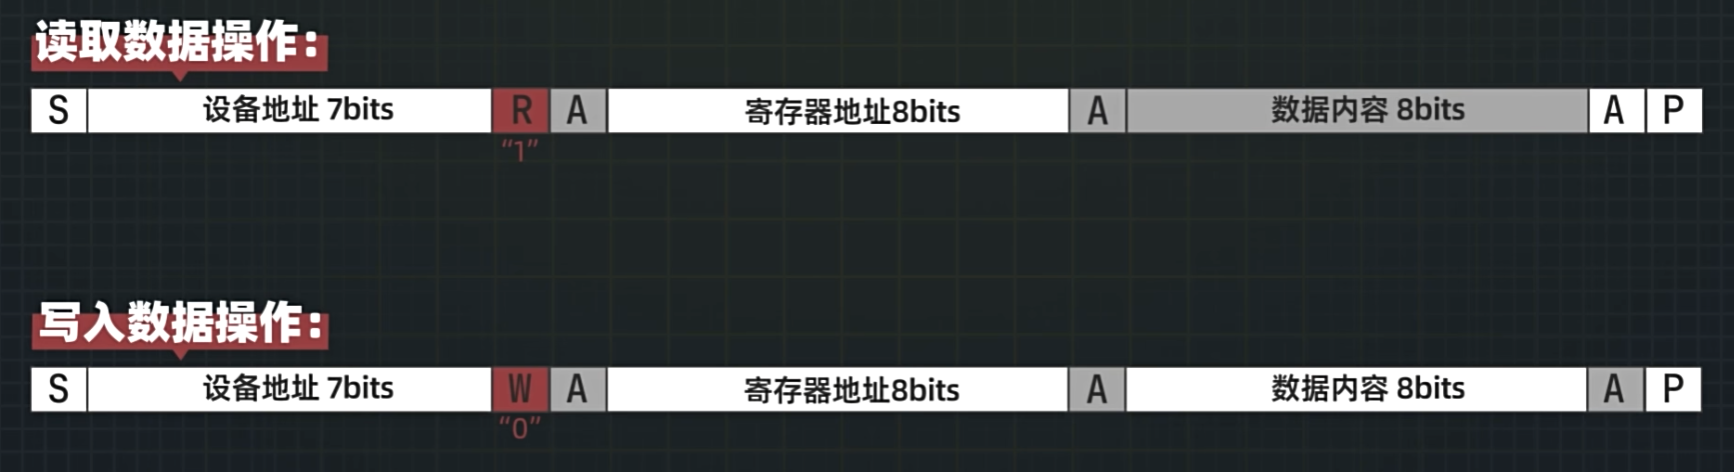 读取数据操作：
S 设备地址 7bits R A 寄存器地址8bits A 数据内容 8bits A P
“1”
写入数据操作：
S 设备地址 7bits W A 寄存器地址8bits A 数据内容 8bits A P
“0”